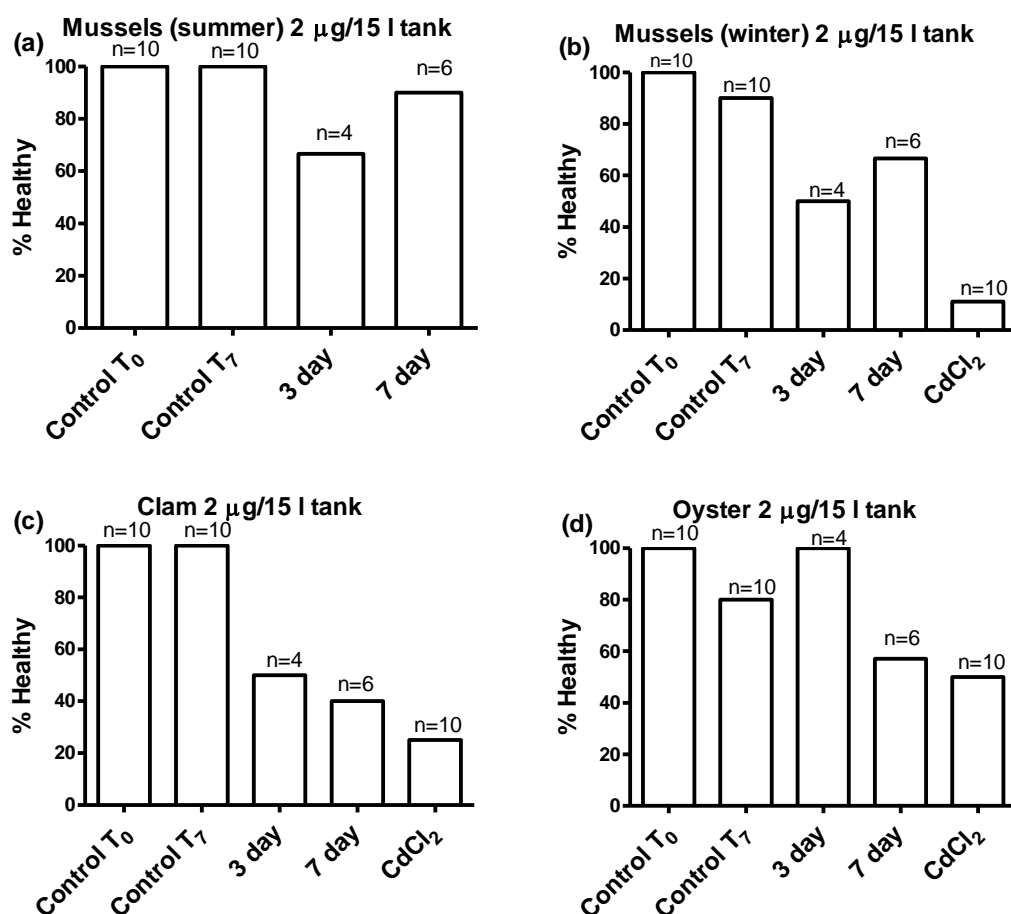 (a) Mussels (summer) 2 μg/15 l tank
n=10 n=10 n=4 n=6
% Healthy
100
80
60
40
20
0
Control T₀ Control T₇ 3 day 7 day
(b) Mussels (winter) 2 μg/15 l tank
n=10 n=10 n=4 n=6 n=10
% Healthy
100
80
60
40
20
0
Control T₀ Control T₇ 3 day 7 day CdCl₂
(c) Clam 2 μg/15 l tank
n=10 n=10 n=4 n=6 n=10
% Healthy
100
80
60
40
20
0
Control T₀ Control T₇ 3 day 7 day CdCl₂
(d) Oyster 2 μg/15 l tank
n=10 n=10 n=4 n=6 n=10
% Healthy
100
80
60
40
20
0
Control T₀ Control T₇ 3 day 7 day CdCl₂